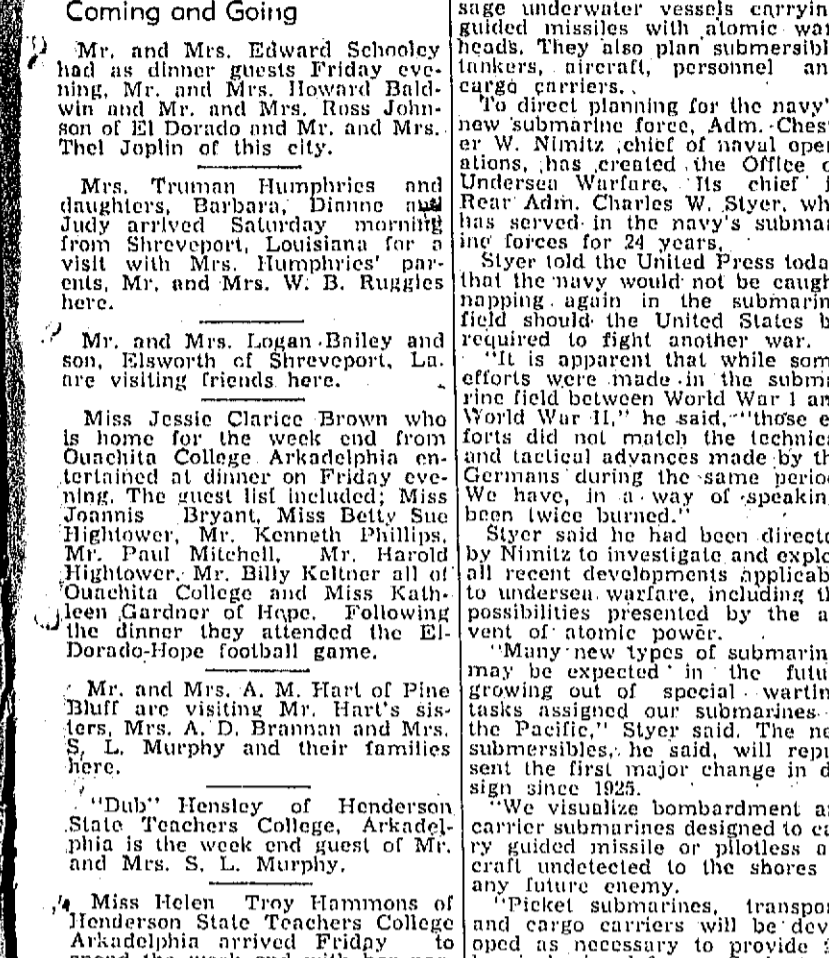 Coming and Going
Mr. and Mrs. Edward Schooley
had as dinner guests Friday eve-
ning, Mr. and Mrs. Howard Bald-
win and Mr. and Mrs. Ross John-
son of El Dorado and Mr. and Mrs.
Thel Joplin of this city.
Mrs. Truman Humphries and
daughters, Barbara, Dianne and
Judy arrived Saturday morning
from Shreveport, Louisiana for a
visit with Mrs. Humphries' par-
ents, Mr. and Mrs. W. B. Ruggles
here.
Mr. and Mrs. Logan Bailey and
son, Elsworth of Shreveport, La.
are visiting friends here.
Miss Jessie Clarice Brown who
is home for the week end from
Ouachita College Arkadelphia en-
tertained at dinner on Friday eve-
ning. The guest list included; Miss
Joannis Bryant, Miss Betty Sue
Hightower, Mr. Kenneth Phillips,
Mr. Paul Mitchell, Mr. Harold
Hightower, Mr. Billy Keltner all of
Ouachita College and Miss Kath-
leen Gardner of Hope. Following
the dinner they attended the El-
Dorado-Hope football game.
Mr. and Mrs. A. M. Hart of Pine
Bluff are visiting Mr. Hart's sis-
ters, Mrs. A. D. Brannan and Mrs.
S. L. Murphy and their families
here.
"Dub" Hensley of Henderson
State Teachers College, Arkadel-
phia is the week end guest of Mr.
and Mrs. S. L. Murphy.
Miss Helen Troy Hammons of
Henderson State Teachers College
Arkadelphia arrived Friday to
spend the week end with her par-
sage underwater vessels carryin
guided missiles with atomic war
heads. They also plan submersibl
tankers, aircraft, personnel an
cargo carriers.
To direct planning for the navy'
new submarine force, Adm. Ches
er W. Nimitz ,chief of naval oper
ations, has created the Office o
Undersea Warfare. Its chief i
Rear Adm. Charles W. Styer, wh
has served in the navy's submar
ine forces for 24 years.
Styer told the United Press toda
that the navy would not be caugh
napping again in the submarin
field should the United States b
required to fight another war.
"It is apparent that while som
efforts were made in the subma
rine field between World War I an
World War II," he said, "those e
forts did not match the technica
and tactical advances made by th
Germans during the same perio
We have, in a way of speakin
been twice burned."
Styer said he had been directe
by Nimitz to investigate and explo
all recent developments applicab
to undersea warfare, including th
possibilities presented by the a
vent of atomic power.
"Many new types of submarin
may be expected in the futu
growing out of special wartim
tasks assigned our submarines
the Pacific," Styer said. The ne
submersibles, he said, will repr
sent the first major change in d
sign since 1925.
"We visualize bombardment a
carrier submarines designed to ca
ry guided missile or pilotless a
craft undetected to the shores
any future enemy.
"Picket submarines, transpor
and cargo carriers will be dev
oped as necessary to provide